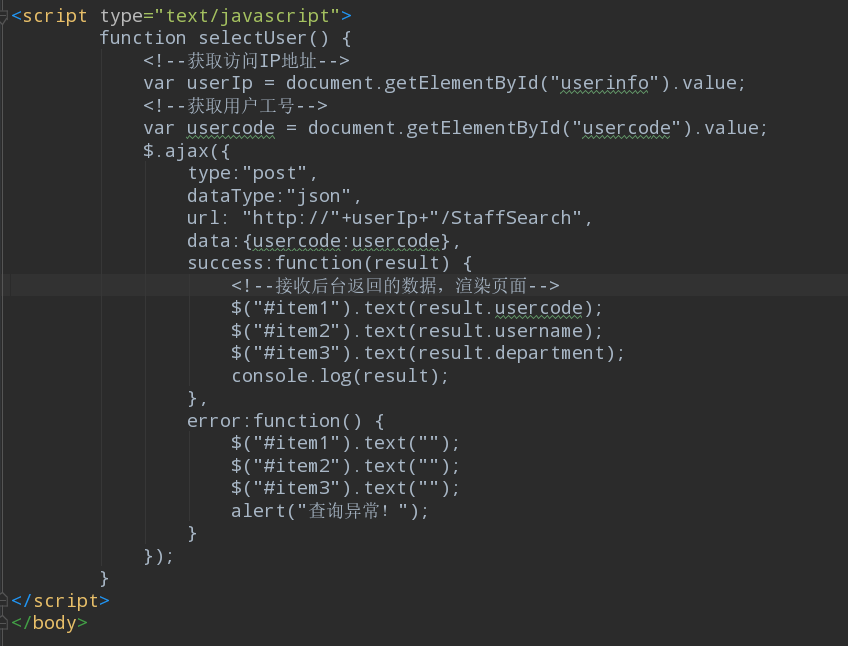 <script type="text/javascript">
function selectUser() {
<!--获取访问IP地址-->
var userIp = document.getElementById("userinfo").value;
<!--获取用户工号-->
var usercode = document.getElementById("usercode").value;
$.ajax({
type:"post",
dataType:"json",
url: "http://"+userIp+"/StaffSearch",
data:{usercode:usercode},
success:function(result) {
<!--接收后台返回的数据，渲染页面-->
$("#item1").text(result.usercode);
$("#item2").text(result.username);
$("#item3").text(result.department);
console.log(result);
},
error:function() {
$("#item1").text("");
$("#item2").text("");
$("#item3").text("");
alert("查询异常！");
}
});
}
</script>
</body>